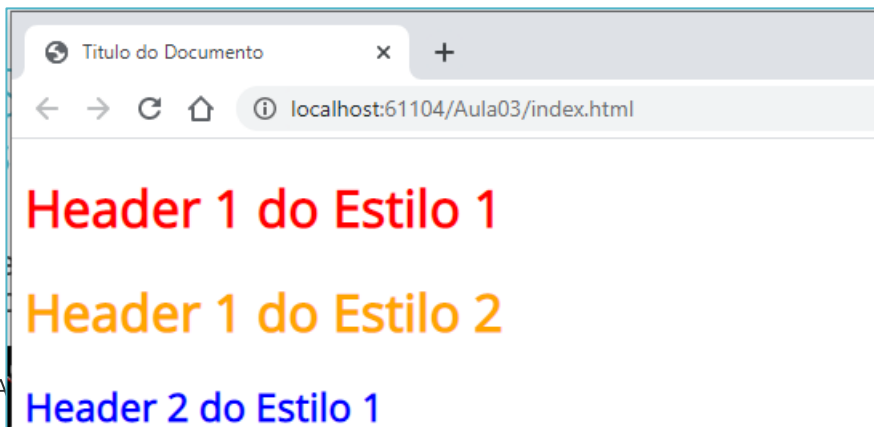 Titulo do Documento
localhost:61104/Aula03/index.html
Header 1 do Estilo 1
Header 1 do Estilo 2
Header 2 do Estilo 1